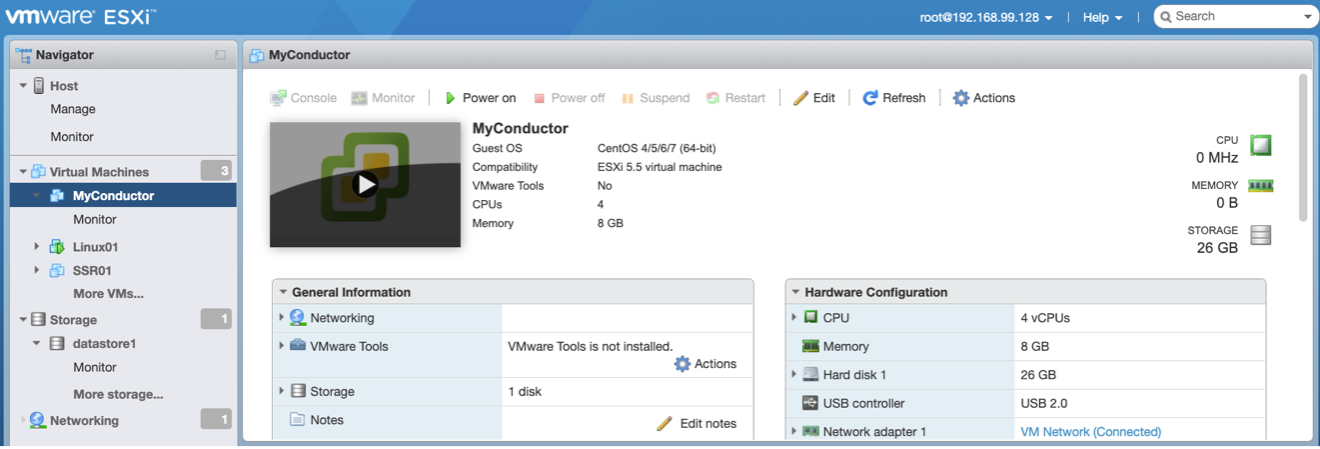 vmware ESXi™
root@192.168.99.128 | Help | Search
Navigator
Host
Manage
Monitor
Virtual Machines 3
MyConductor
Monitor
Linux01
SSR01
More VMs...
Storage 1
datastore1
Monitor
More storage...
Networking 1
MyConductor
Console Monitor | Power on Power off Suspend Restart | Edit | Refresh | Actions
MyConductor
Guest OS CentOS 4/5/6/7 (64-bit)
Compatibility ESXi 5.5 virtual machine
VMware Tools No
CPUs 4
Memory 8 GB
CPU
0 MHz
MEMORY
0 B
STORAGE
26 GB
General Information
Networking
VMware Tools VMware Tools is not installed.
Actions
Storage 1 disk
Notes Edit notes
Hardware Configuration
CPU 4 vCPUs
Memory 8 GB
Hard disk 1 26 GB
USB controller USB 2.0
Network adapter 1 VM Network (Connected)